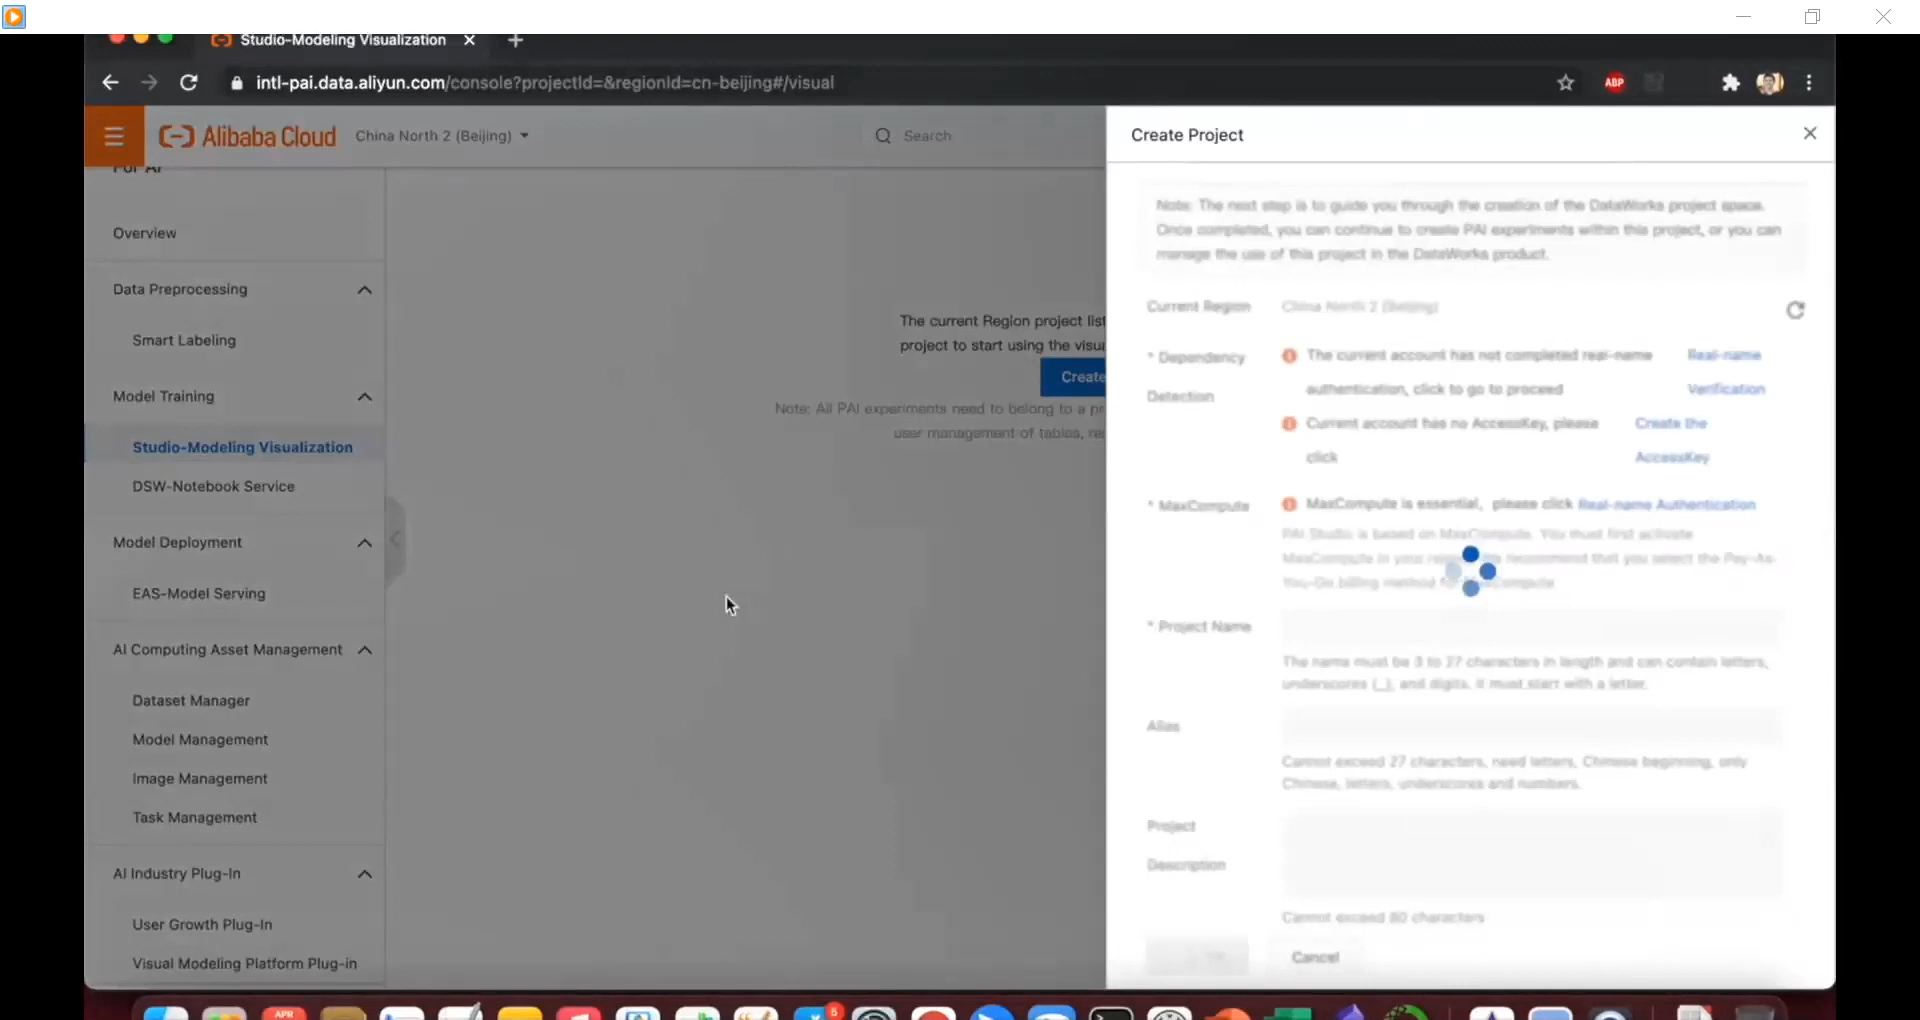 Studio-Modeling Visualization
intl-pai.data.aliyun.com/console?projectId=&regionId=cn-beijing#/visual
ABP
Alibaba Cloud
China North 2 (Beijing)
Search
Create Project
For AI
Overview
Data Preprocessing
Smart Labeling
Model Training
Studio-Modeling Visualization
DSW-Notebook Service
Model Deployment
EAS-Model Serving
AI Computing Asset Management
Dataset Manager
Model Management
Image Management
Task Management
AI Industry Plug-In
User Growth Plug-In
Visual Modeling Platform Plug-in
The current Region project list
project to start using the visua
Create
Note: All PAI experiments need to belong to a pr
user management of tables, re
Note: The next step is to guide you through the creation of the DataWorks project space.
Once completed, you can continue to create PAI experiments within this project, or you can
manage the use of this project in the DataWorks product.
Current Region
China North 2 (Beijing)
* Dependency
Detection
The current account has not completed real-name
authentication, click to go to proceed
Real-name
Verification
Current account has no AccessKey, please
click
Create the
AccessKey
* MaxCompute
MaxCompute is essential, please click Real-name Authentication
PAI Studio is based on MaxCompute. You must first activate
MaxCompute in your recommend that you select the Pay-As-
You-Go billing method MaxCompute
* Project Name
The name must be 3 to 27 characters in length and can contain letters,
underscores (_), and digits. It must start with a letter.
Alias
Cannot exceed 27 characters, need letters, Chinese beginning, only
Chinese, letters, underscores and numbers.
Project
Description
Cannot exceed 80 characters
Cancel
APR
5